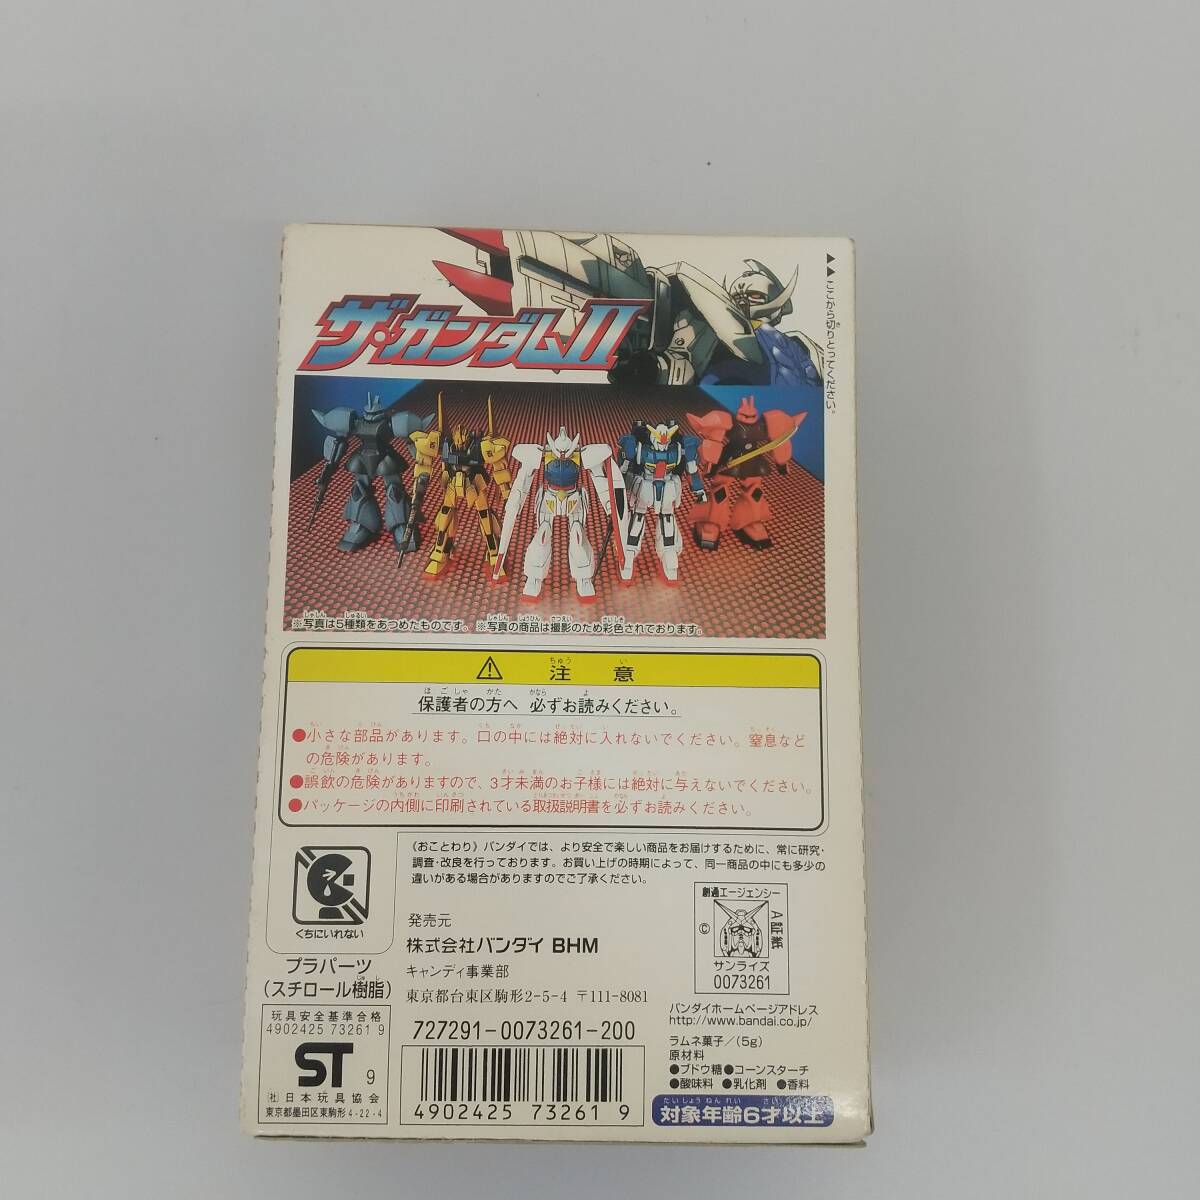 ザ・ガンダムII
▲▲ここから切りとってください。
※写真は5種類をあつめたものです。 ※写真の商品は撮影のため彩色されております。
⚠ 注意
保護者の方へ 必ずお読みください。
●小さな部品があります。口の中には絶対に入れないでください。窒息など
の危険があります。
●誤飲の危険がありますので、3才未満のお子様には絶対に与えないでください。
●パッケージの内側に印刷されている取扱説明書を必ずお読みください。
《おことわり》バンダイでは、より安全で楽しい商品をお届けするために、常に研究・
調査・改良を行っております。お買い上げの時期によって、同一商品の中にも多少の
違いがある場合がありますのでご了承ください。
くちにいれない
プラパーツ
(スチロール樹脂)
玩具安全基準合格
4902425 73261 9
ST 9
(社)日本玩具協会
東京都墨田区東駒形4-22-4
発売元
株式会社バンダイ BHM
キャンディ事業部
東京都台東区駒形2-5-4 〒111-8081
727291-0073261-200
4902425 73261 9
創通エージェンシー
©
A証紙
サンライズ
0073261
バンダイホームページアドレス
http://www.bandai.co.jp/
ラムネ菓子/(5g)
原材料
●ブドウ糖●コーンスターチ
●酸味料 ●乳化剤 ●香料
対象年齢6才以上